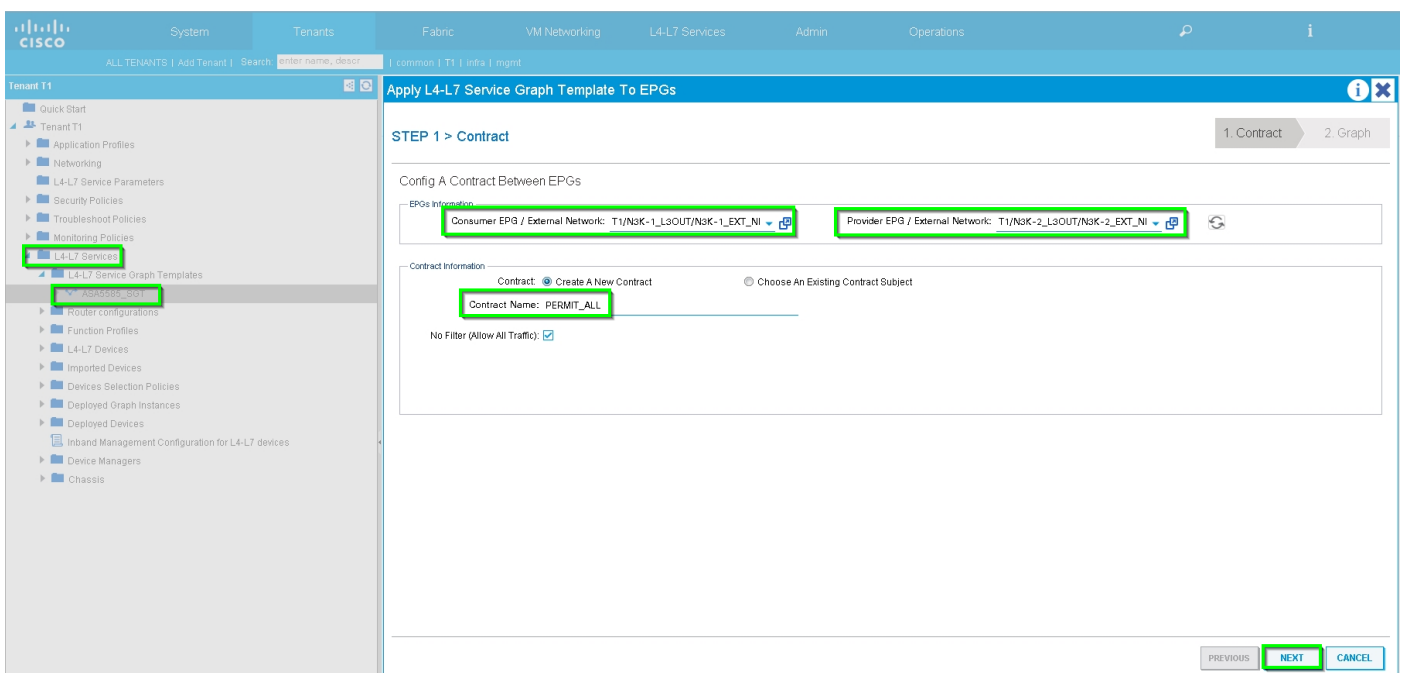 CISCO
System
Tenants
Fabric
VM Networking
L4-L7 Services
Admin
Operations
i
ALL TENANTS | Add Tenant | Search: enter name, descr | common | T1 | infra | mgmt
Tenant T1
Quick Start
Tenant T1
Application Profiles
Networking
L4-L7 Service Parameters
Security Policies
Troubleshoot Policies
Monitoring Policies
L4-L7 Services
L4-L7 Service Graph Templates
ASA5585_SGT
Router configurations
Function Profiles
L4-L7 Devices
Imported Devices
Devices Selection Policies
Deployed Graph Instances
Deployed Devices
Inband Management Configuration for L4-L7 devices
Device Managers
Chassis
Apply L4-L7 Service Graph Template To EPGs
i
STEP 1 > Contract
1. Contract
2. Graph
Config A Contract Between EPGs
EPGs Information
Consumer EPG / External Network: T1/N3K-1_L3OUT/N3K-1_EXT_NI
Provider EPG / External Network: T1/N3K-2_L3OUT/N3K-2_EXT_NI
Contract Information
Contract: Create A New Contract
Choose An Existing Contract Subject
Contract Name: PERMIT_ALL
No Filter (Allow All Traffic):
PREVIOUS
NEXT
CANCEL